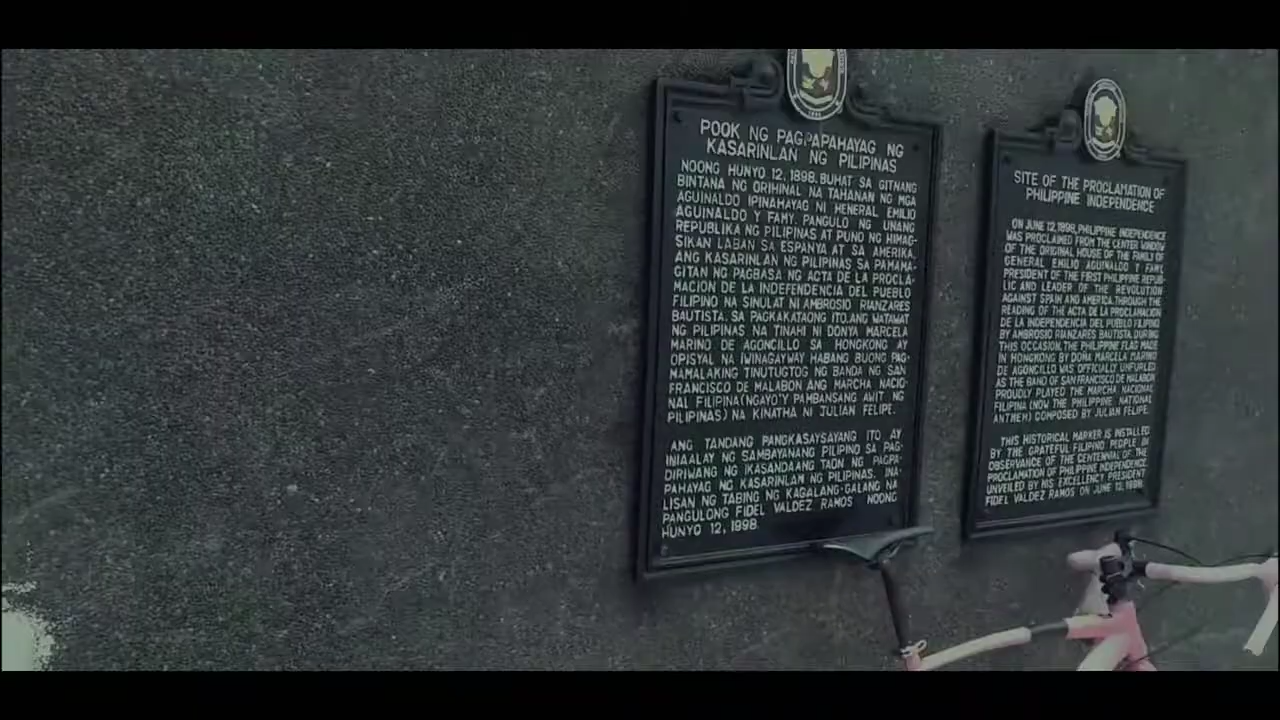 POOK NG PAGPAPAHAYAG NG
KASARINLAN NG PILIPINAS
NOONG HUNYO 12, 1898. BUHAT SA GITNANG
BINTANA NG ORIHINAL NA TAHANAN NG MGA
AGUINALDO IPINAHAYAG NI HENERAL EMILIO
AGUINALDO Y FAMY. PANGULO NG UNANG
REPUBLIKA NG PILIPINAS AT PUNO NG HIMAG-
SIKAN LABAN SA ESPANYA AT SA AMERIKA,
ANG KASARINLAN NG PILIPINAS SA PAMAMA-
GITAN NG PAGBASA NG ACTA DE LA PROCLA-
MACION DE LA INDEPENDENCIA DEL PUEBLO
FILIPINO NA SINULAT NI AMBROSIO RIANZARES
BAUTISTA. SA PAGKAKATAONG ITO, ANG WATAWAT
NG PILIPINAS NA TINAHI NI DONYA MARCELA
MARINO DE AGONCILLO SA HONGKONG AY
OPISYAL NA IWINAGAYWAY HABANG BUONG PAG-
MAMALAKING TINUTUGTOG NG BANDA NG SAN
FRANCISCO DE MALABON ANG MARCHA NACIO-
NAL FILIPINA (NGAYO'Y PAMBANSANG AWIT NG
PILIPINAS) NA KINATHA NI JULIAN FELIPE.
ANG TANDANG PANGKASAYSAYANG ITO AY
INIAALAY NG SAMBAYANANG PILIPINO SA PAG-
DIRIWANG NG IKASANDAANG TAON NG PAGPA-
PAHAYAG NG KASARINLAN NG PILIPINAS. INA-
LISAN NG TABING NG KAGALANG-GALANG NA
PANGULONG FIDEL VALDEZ RAMOS NOONG
HUNYO 12, 1998.
SITE OF THE PROCLAMATION OF
PHILIPPINE INDEPENDENCE
ON JUNE 12, 1898, PHILIPPINE INDEPENDENCE
WAS PROCLAIMED FROM THE CENTER WINDOW
OF THE ORIGINAL HOUSE OF THE FAMILY OF
GENERAL EMILIO AGUINALDO Y FAMY,
PRESIDENT OF THE FIRST PHILIPPINE REPUB-
LIC AND LEADER OF THE REVOLUTION
AGAINST SPAIN AND AMERICA, THROUGH THE
READING OF THE ACTA DE LA PROCLAMACION
DE LA INDEPENDENCIA DEL PUEBLO FILIPINO
BY AMBROSIO RIANZARES BAUTISTA. DURING
THIS OCCASION, THE PHILIPPINE FLAG MADE
IN HONGKONG BY DOÑA MARCELA MARINO
DE AGONCILLO WAS OFFICIALLY UNFURLED
AS THE BAND OF SAN FRANCISCO DE MALABON
PROUDLY PLAYED THE MARCHA NACIONAL
FILIPINA (NOW THE PHILIPPINE NATIONAL
ANTHEM) COMPOSED BY JULIAN FELIPE.
THIS HISTORICAL MARKER IS INSTALLED
BY THE GRATEFUL FILIPINO PEOPLE IN
OBSERVANCE OF THE CENTENNIAL OF THE
PROCLAMATION OF PHILIPPINE INDEPENDENCE.
UNVEILED BY HIS EXCELLENCY PRESIDENT
FIDEL VALDEZ RAMOS ON JUNE 12, 1998.